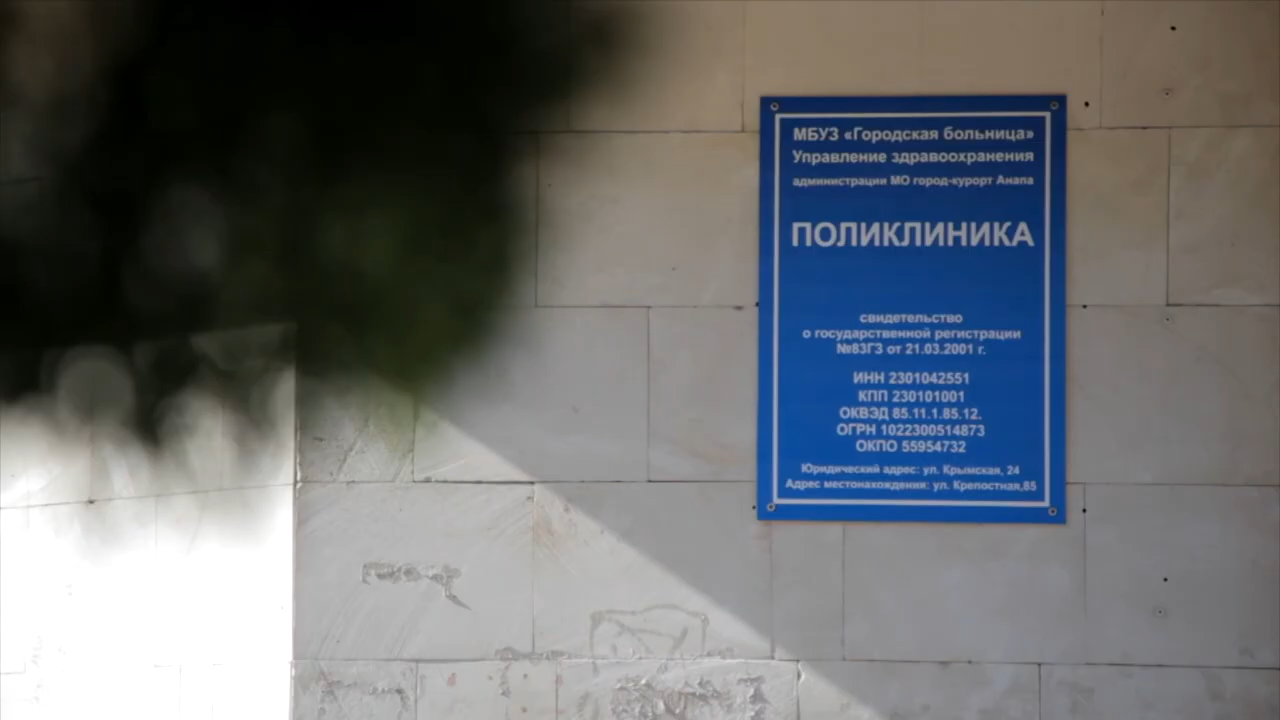 МБУЗ «Городская больница»
Управление здравоохранения
администрации МО город-курорт Анапа
ПОЛИКЛИНИКА
свидетельство
о государственной регистрации
№83ГЗ от 21.03.2001 г.
ИНН 2301042551
КПП 230101001
ОКВЭД 85.11.1.85.12.
ОГРН 1022300514873
ОКПО 55954732
Юридический адрес: ул. Крымская, 24
Адрес местонахождения: ул. Крепостная,85